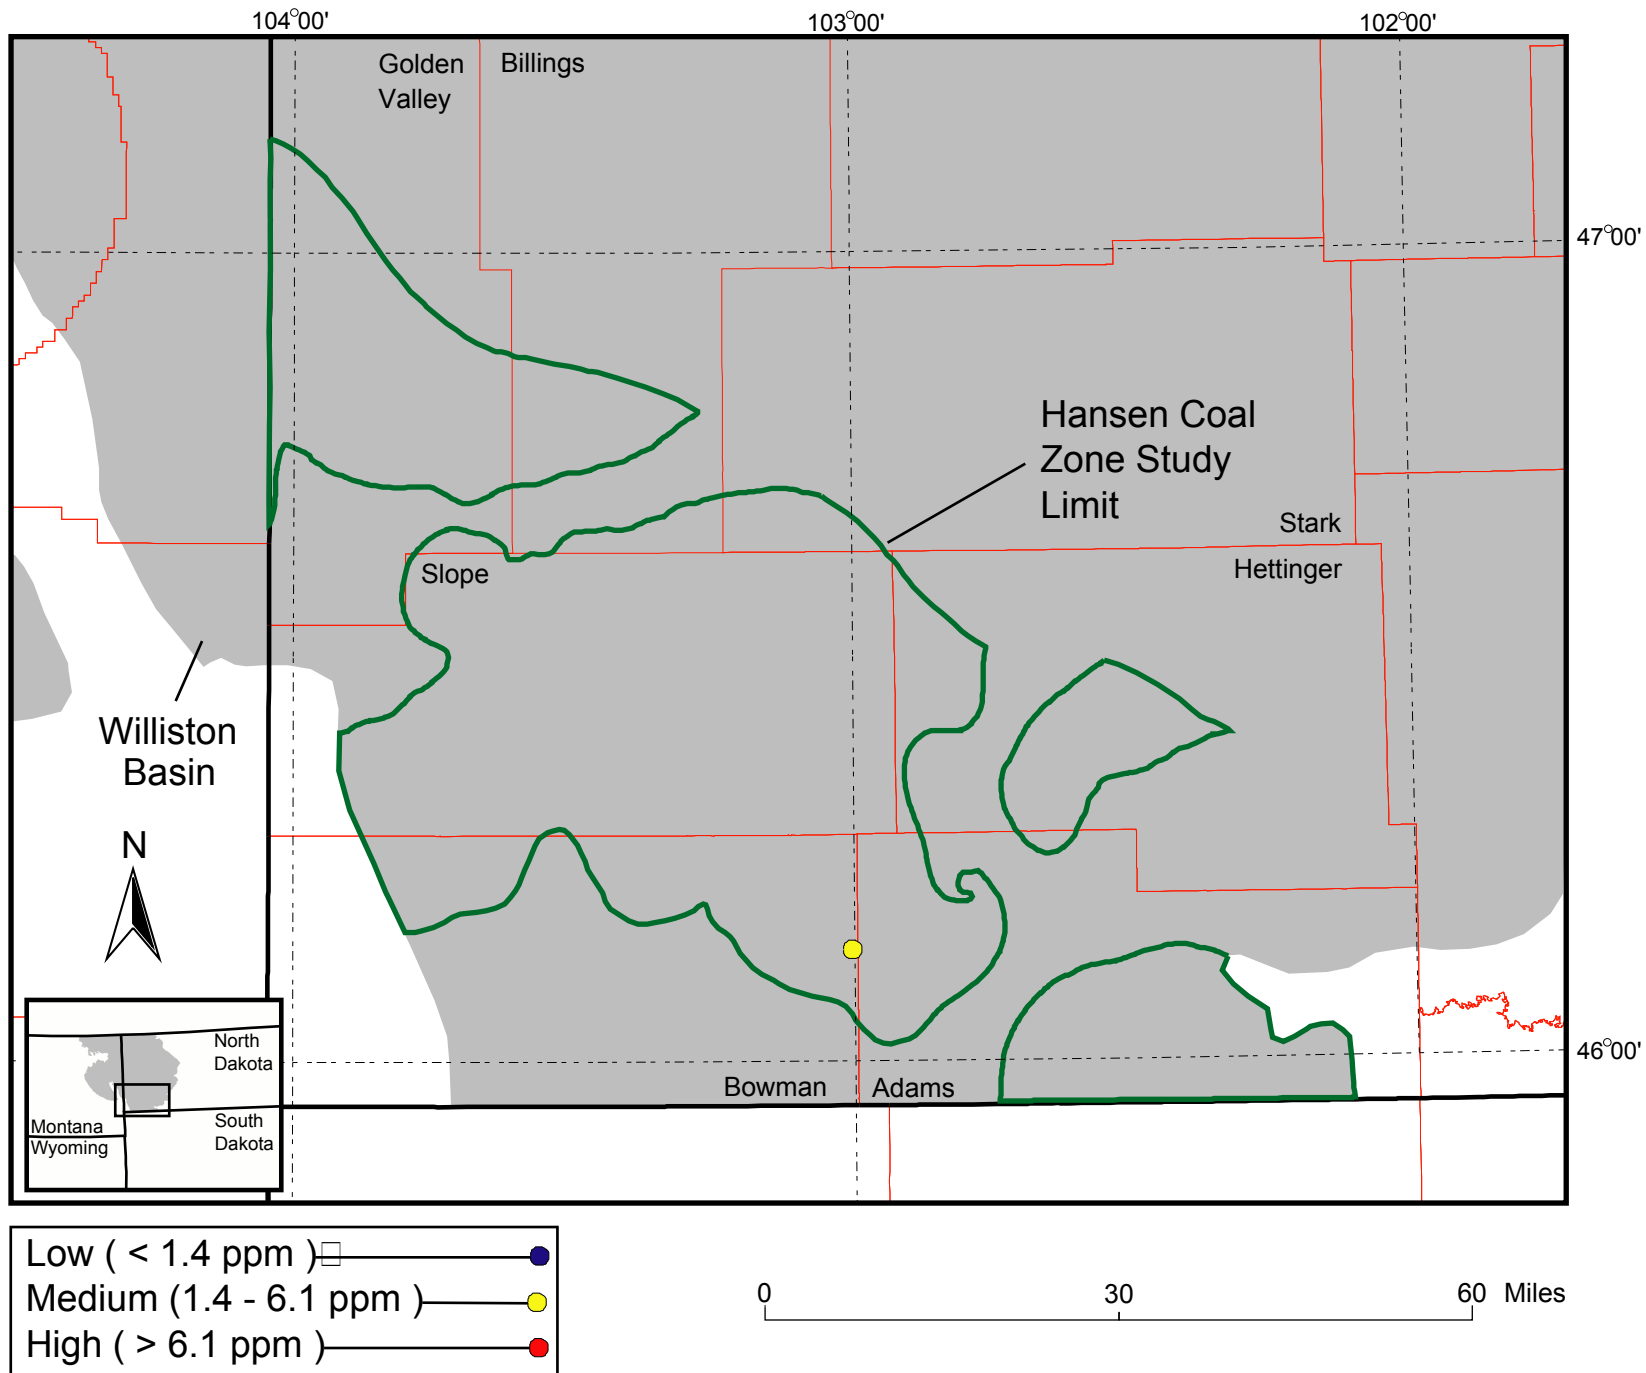 104°00'
103°00'
102°00'
Golden
Valley
Billings
47°00'
Hansen Coal
Zone Study
Limit
Stark
Slope
Hettinger
Williston
Basin
N
North
Dakota
46°00'
Bowman
Adams
Montana
Wyoming
South
Dakota
Low ( < 1.4 ppm )□
Medium (1.4 - 6.1 ppm )
High ( > 6.1 ppm )
0
30
60 Miles